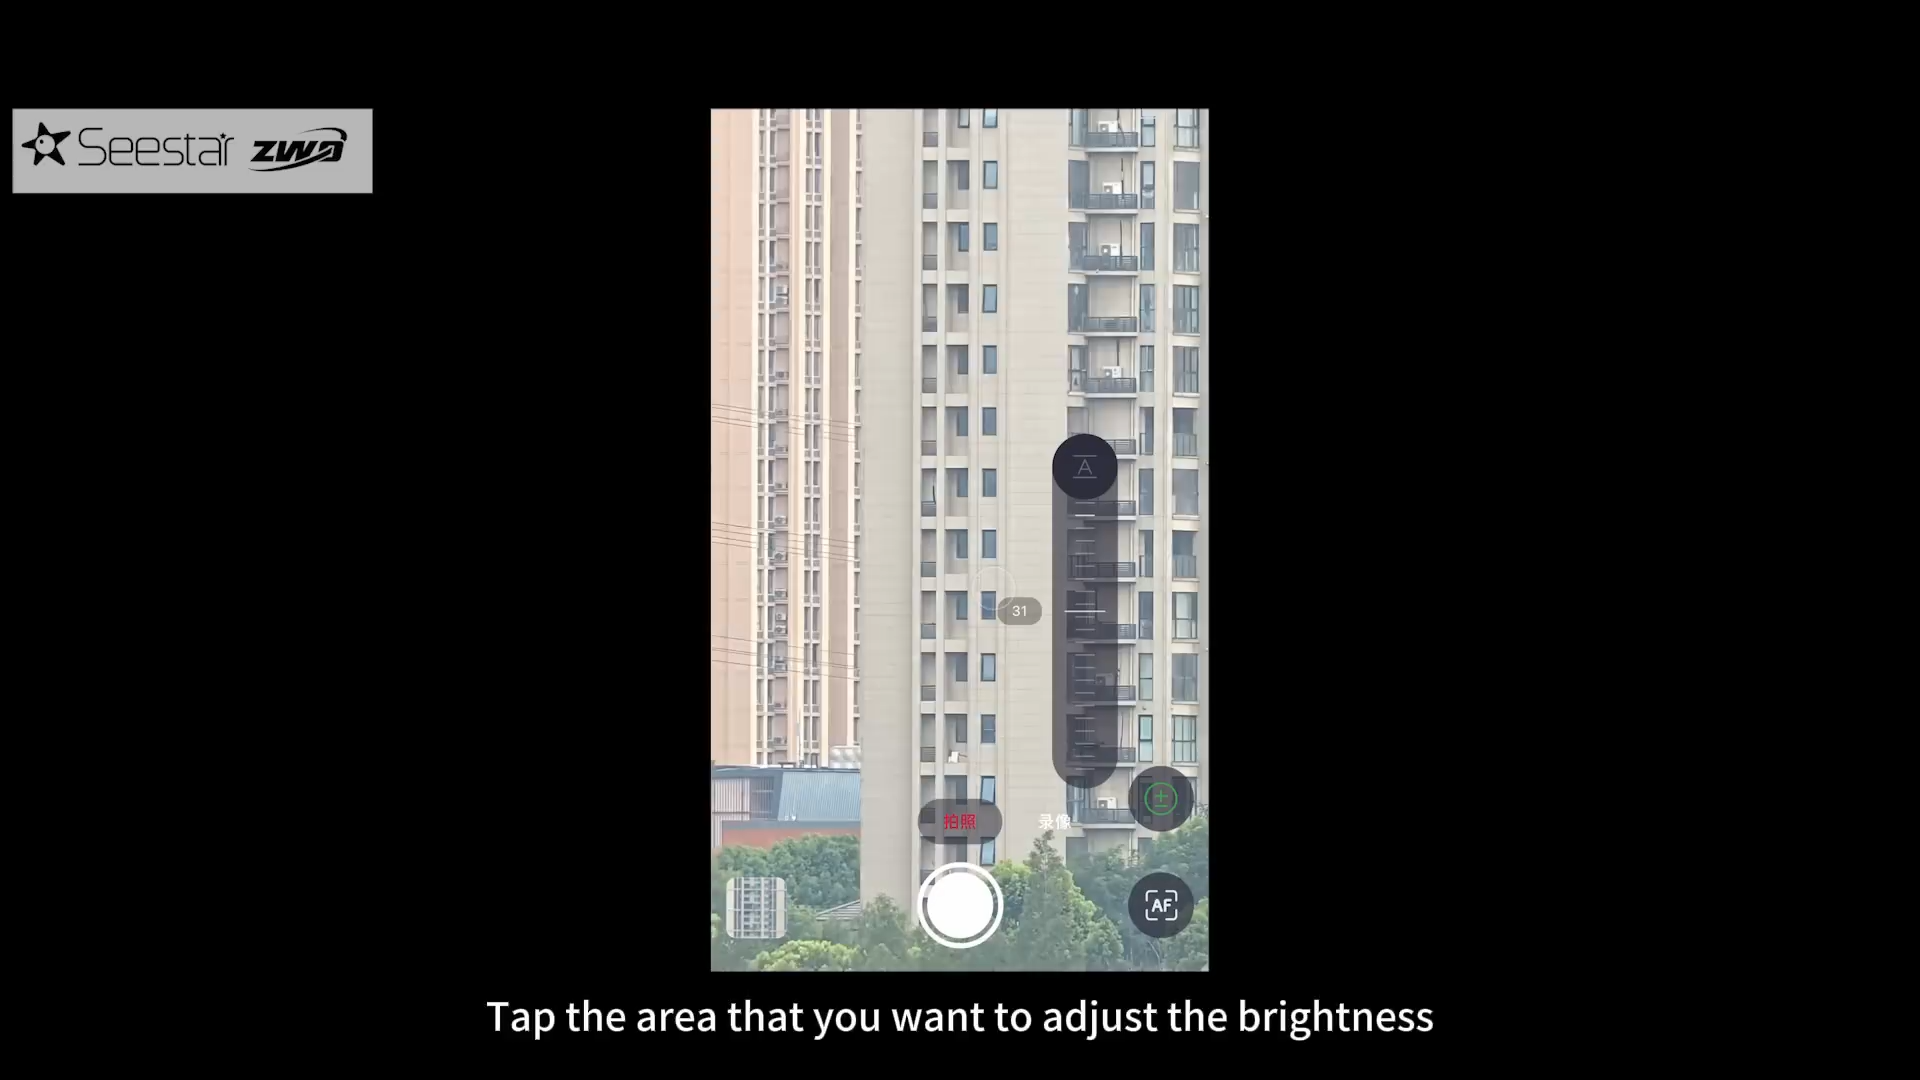 Seestar ZWO
A
31
拍照
录像
AF
Tap the area that you want to adjust the brightness